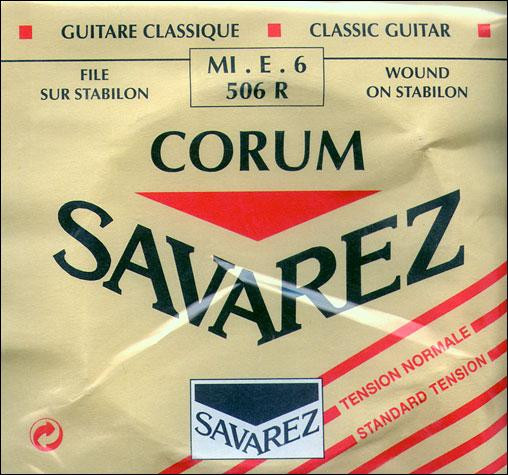 GUITARE CLASSIQUE
CLASSIC GUITAR
FILE
SUR STABILON
MI . E . 6
506 R
WOUND
ON STABILON
CORUM
SAVAREZ
TENSION NORMALE
STANDARD TENSION
SAVAREZ